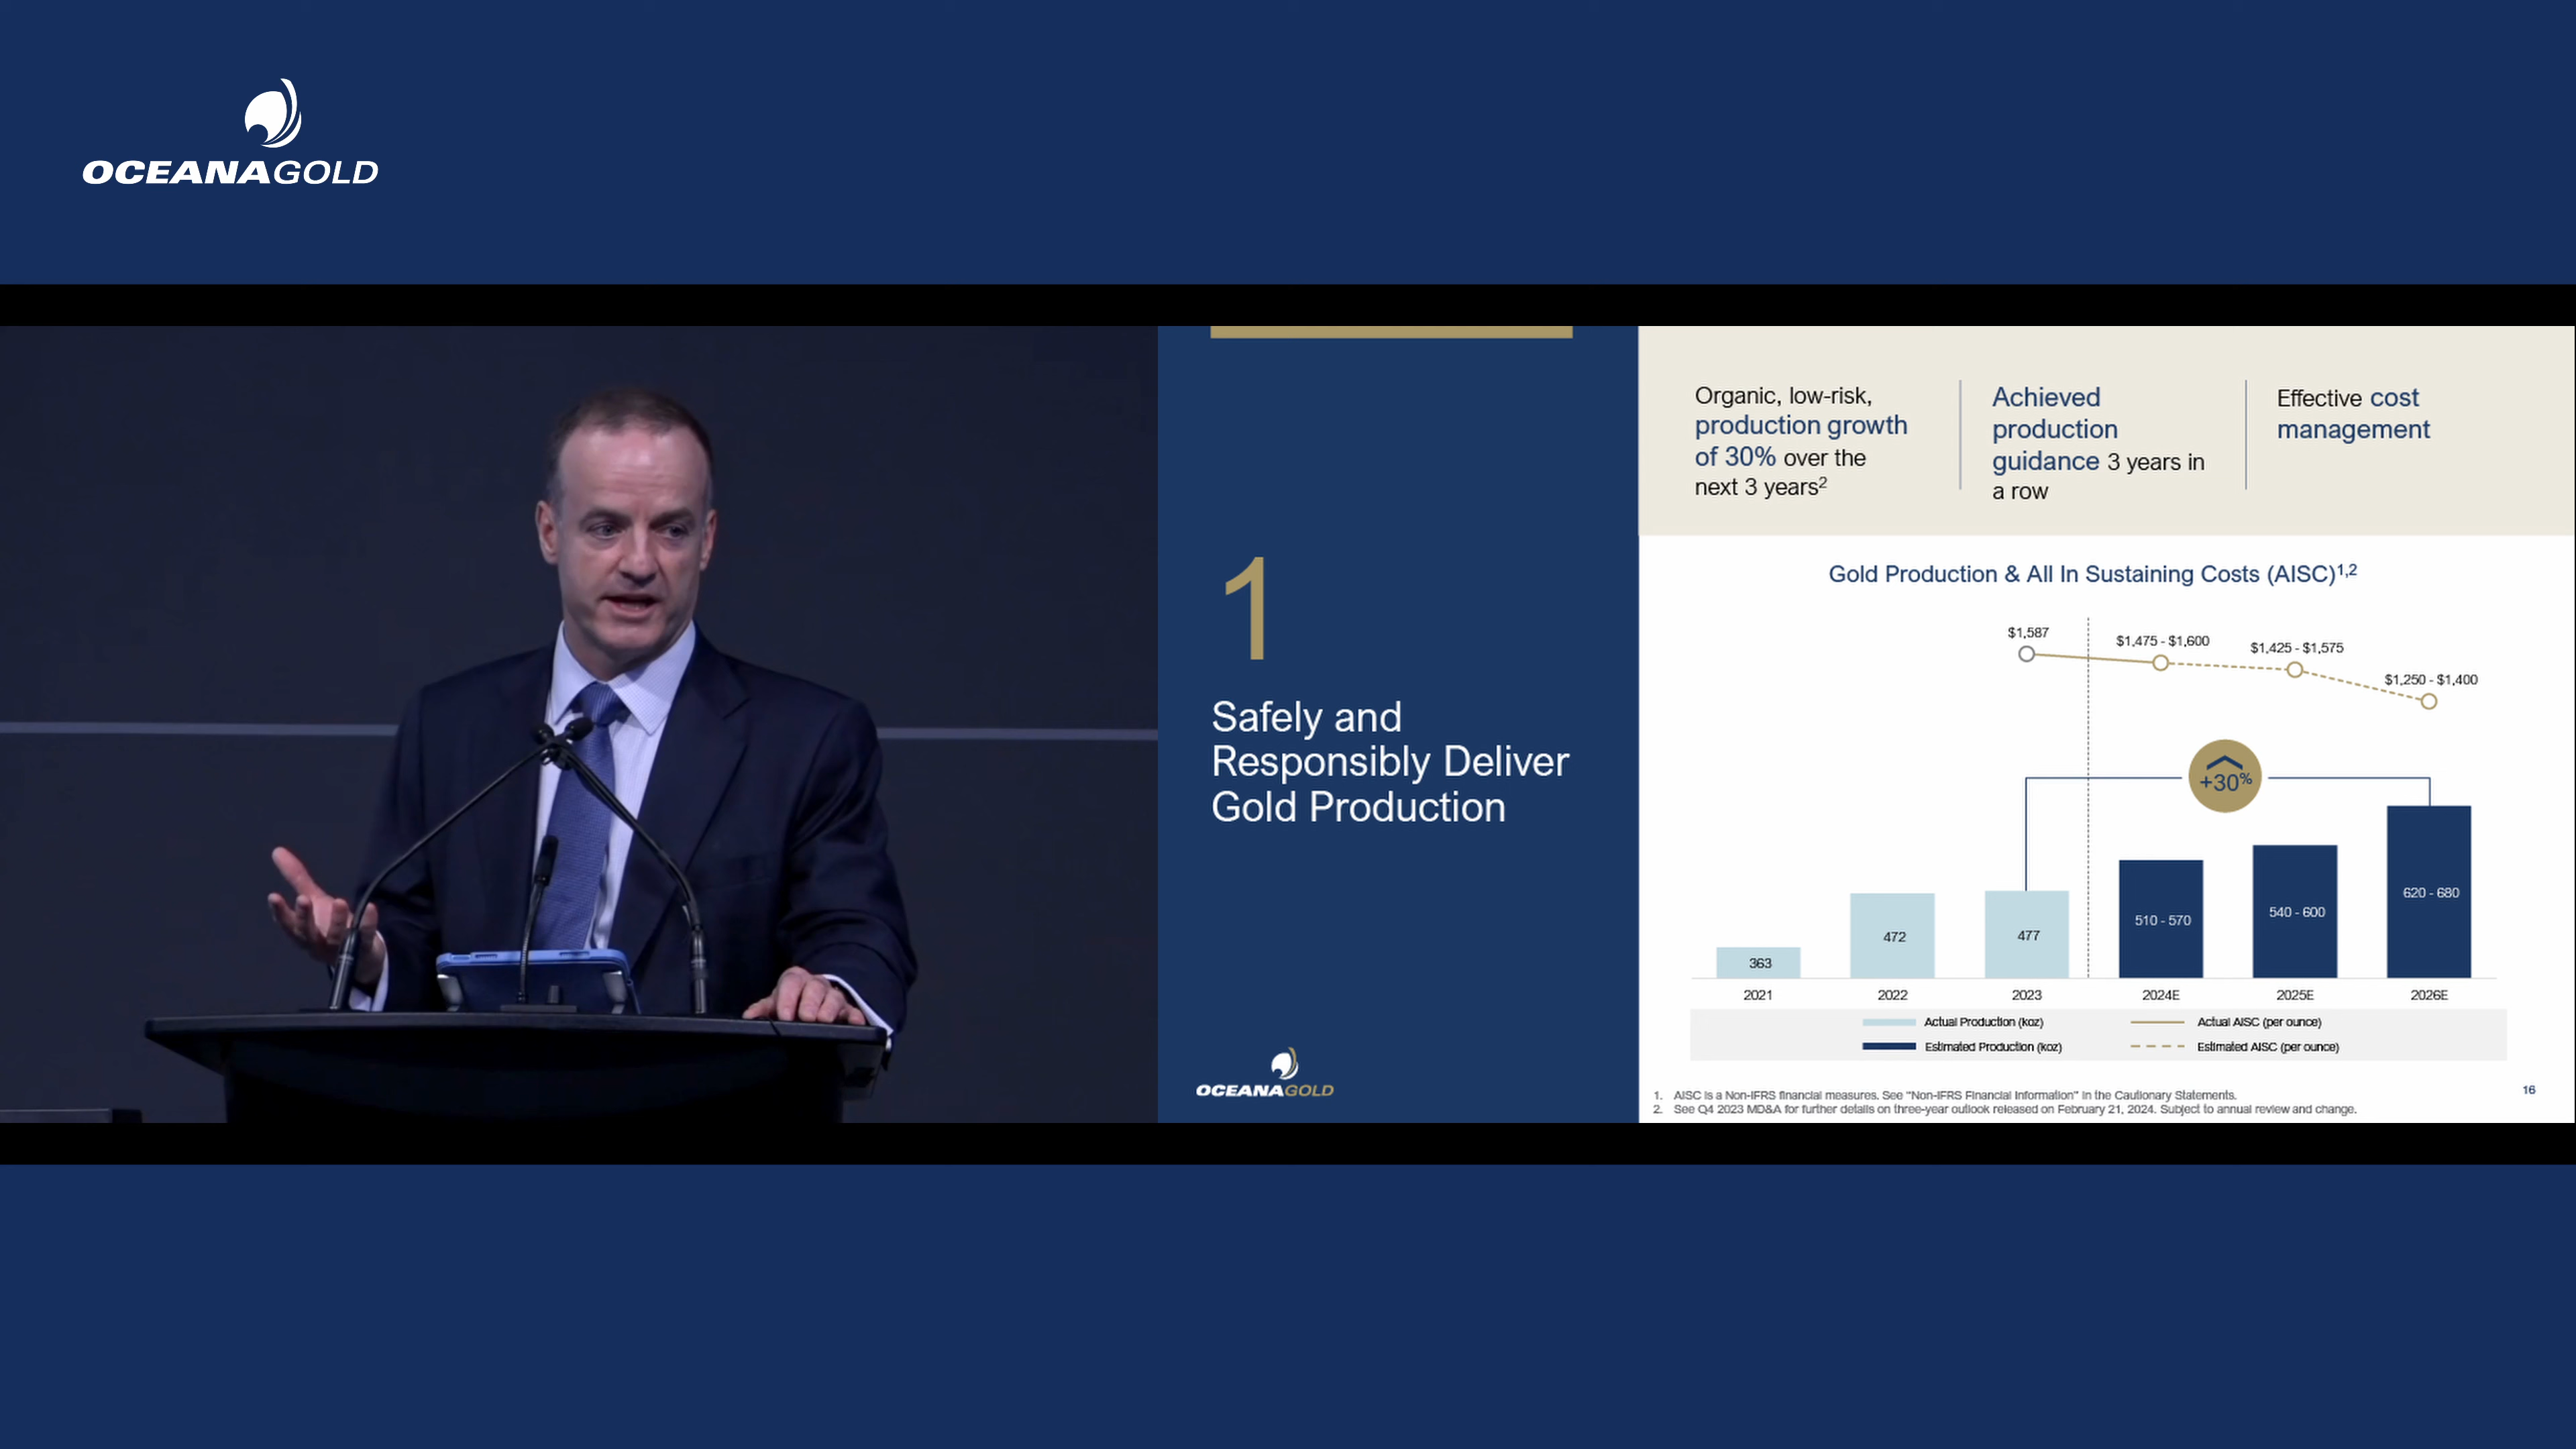 OCEANAGOLD
1
Safely and
Responsibly Deliver
Gold Production
OCEANAGOLD
Organic, low-risk,
production growth
of 30% over the
next 3 years2
Achieved
production
guidance 3 years in
a row
Effective cost
management
Gold Production & All In Sustaining Costs (AISC)1,2
$1,587
$1,475 - $1,600
$1,425 - $1,575
$1,250 - $1,400
+30%
363
472
477
510 - 570
540 - 600
620 - 680
2021
2022
2023
2024E
2025E
2026E
Actual Production (koz)
Actual AISC (per ounce)
Estimated Production (koz)
Estimated AISC (per ounce)
1. AISC is a Non-IFRS financial measures. See "Non-IFRS Financial Information" in the Cautionary Statements.
2. See Q4 2023 MD&A for further details on three-year outlook released on February 21, 2024. Subject to annual review and change.
16